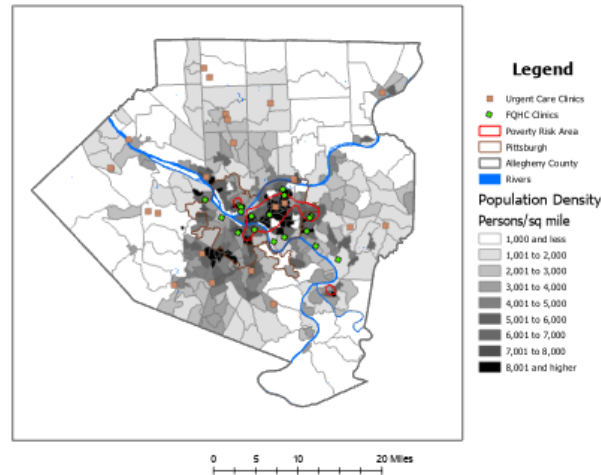 Legend
Urgent Care Clinics
FQHC Clinics
Poverty Risk Area
Pittsburgh
Allegheny County
Rivers
Population Density
Persons/sq mile
1,000 and less
1,001 to 2,000
2,001 to 3,000
3,001 to 4,000
4,001 to 5,000
5,001 to 6,000
6,001 to 7,000
7,001 to 8,000
8,001 and higher
0 5 10 20 Miles